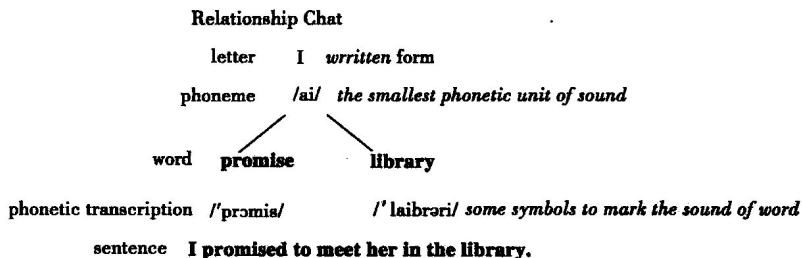 Relationship Chat
letter I wrritten form
phoneme /ai/ the smallest phonetic unit of sound
word promise library
phonetic transcription /'prɔmis/ /'laibrəri/ some symbols to mark the sound of word
sentence I promised to meet her in the library.